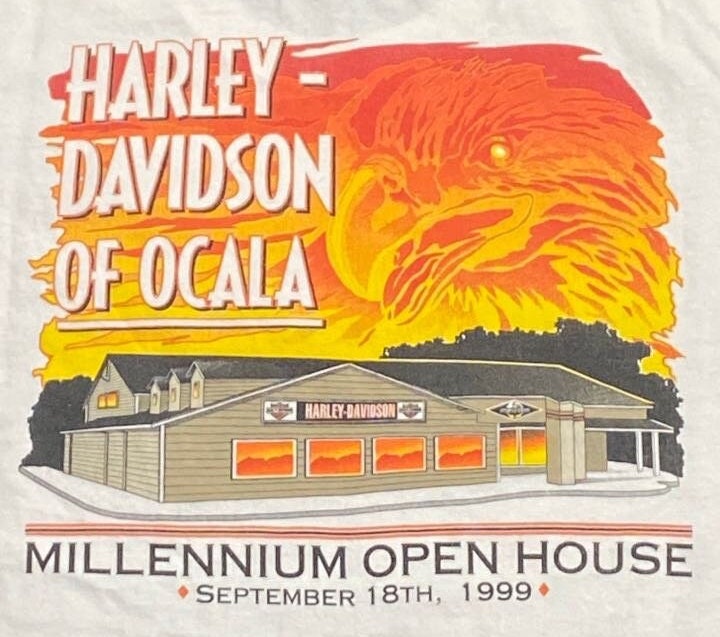 HARLEY -
DAVIDSON
OF OCALA
HARLEY-DAVIDSON
MILLENNIUM OPEN HOUSE
♦SEPTEMBER 18TH, 1999♦